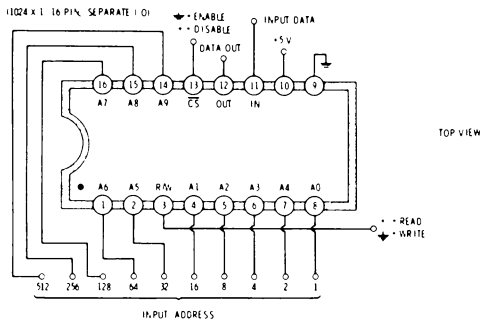 (1024 X 1 16 PIN, SEPARATE I O)
= ENABLE
= DISABLE
INPUT DATA
DATA OUT
+5 V
16 15 14 13 12 11 10 9
A7 A8 A9 CS OUT IN
TOP VIEW
A6 A5 R/W A1 A2 A3 A4 A0
1 2 3 4 5 6 7 8
+ = READ
= WRITE
512 256 128 64 32 16 8 4 2 1
INPUT ADDRESS